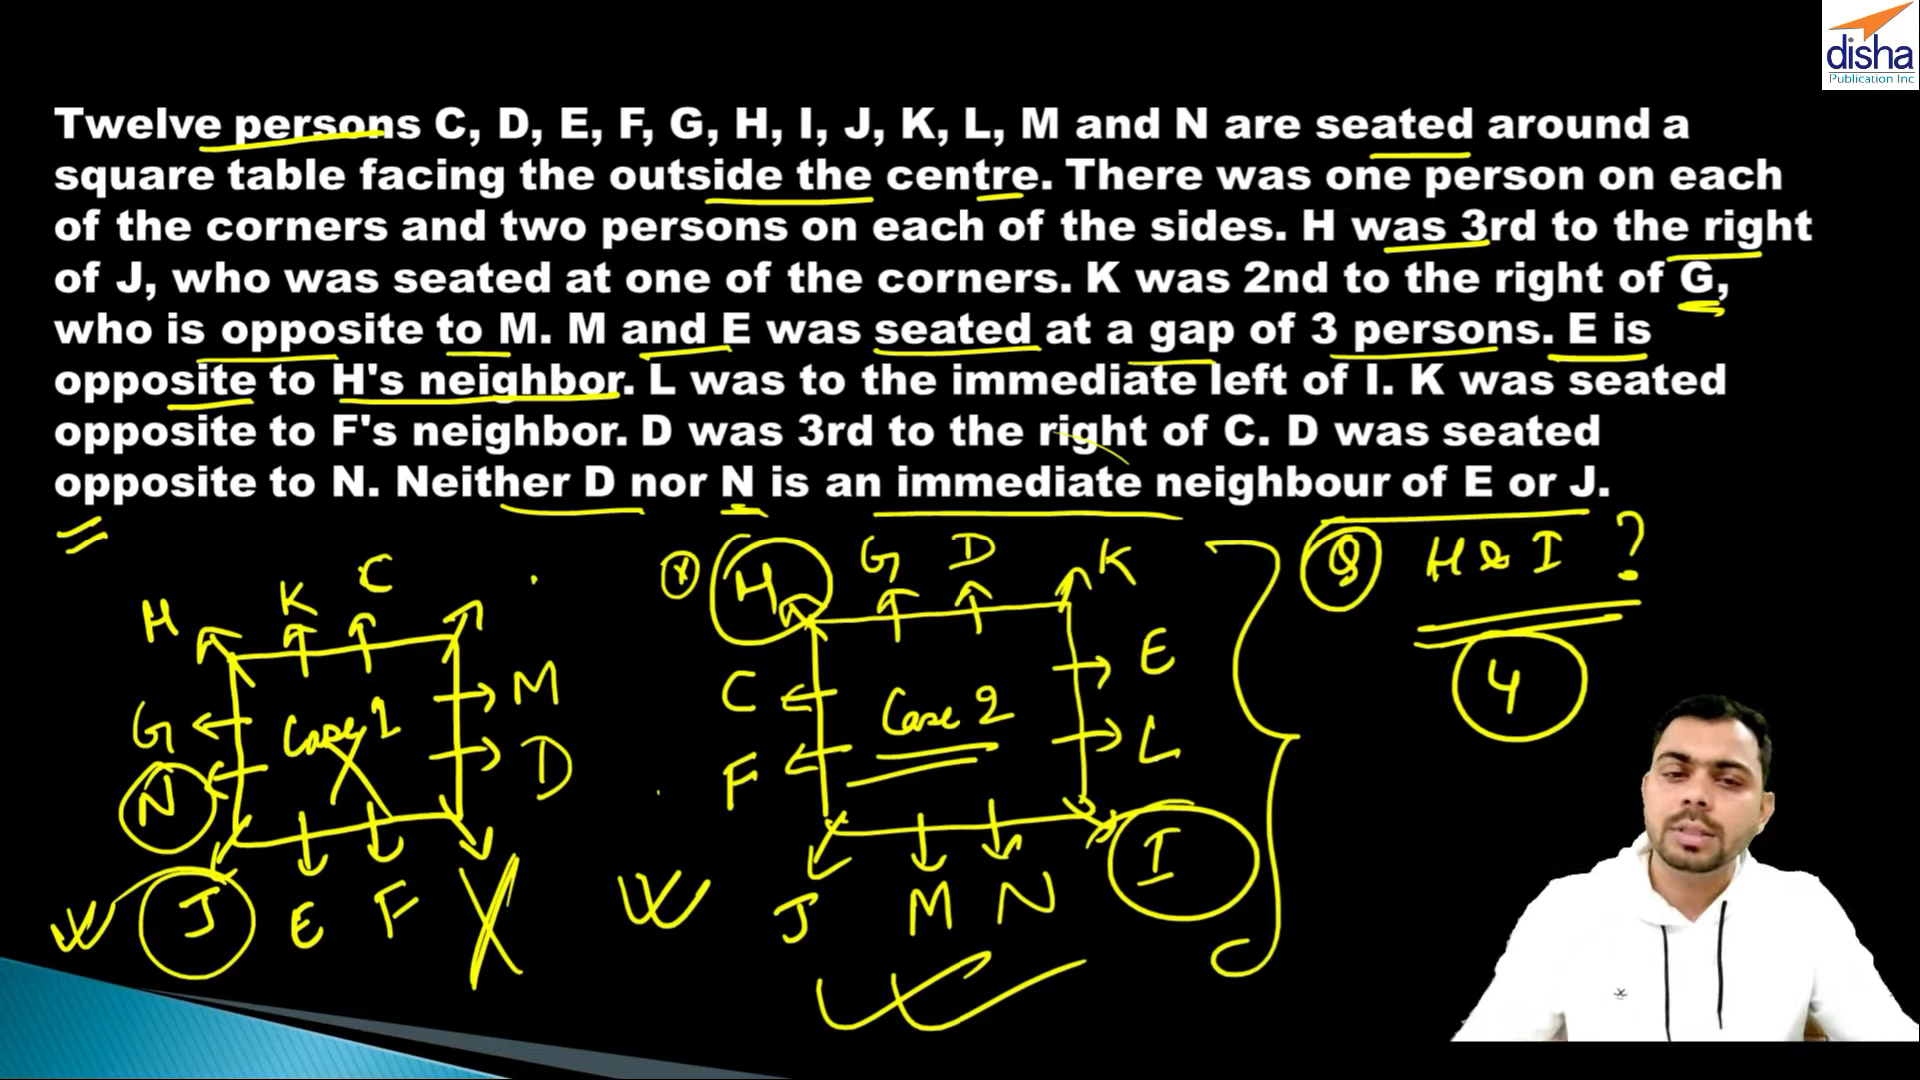 disha
Publication Inc
Twelve persons C, D, E, F, G, H, I, J, K, L, M and N are seated around a
square table facing the outside the centre. There was one person on each
of the corners and two persons on each of the sides. H was 3rd to the right
of J, who was seated at one of the corners. K was 2nd to the right of G,
who is opposite to M. M and E was seated at a gap of 3 persons. E is
opposite to H's neighbor. L was to the immediate left of I. K was seated
opposite to F's neighbor. D was 3rd to the right of C. D was seated
opposite to N. Neither D nor N is an immediate neighbour of E or J.
H K C
G Case 1 M
N D
J E F
H G D K
C Case 2 E
F L
J M N I
Q H & I ?
4